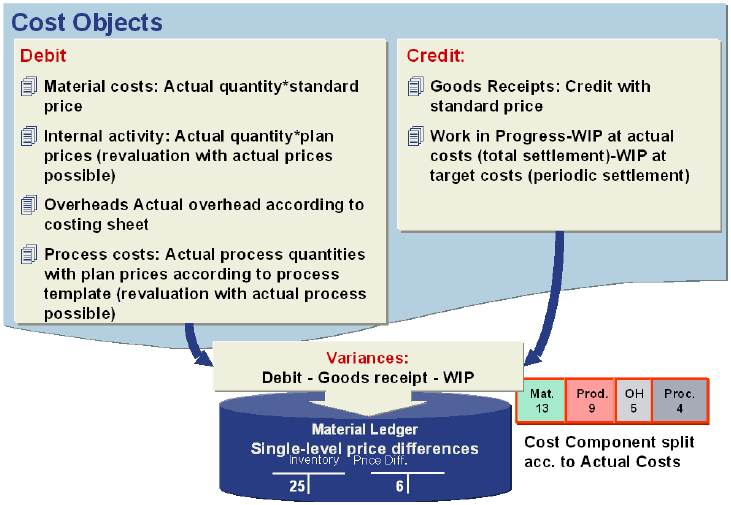 Cost Objects
Debit
Material costs: Actual quantity*standard
price
Internal activity: Actual quantity*plan
prices (revaluation with actual prices
possible)
Overheads Actual overhead according to
costing sheet
Process costs: Actual process quantities
with plan prices according to process
template (revaluation with actual process
possible)
Credit:
Goods Receipts: Credit with
standard price
Work in Progress-WIP at actual
costs (total settlement)-WIP at
target costs (periodic settlement)
Variances:
Debit - Goods receipt - WIP
Mat.
13
Prod.
9
OH
5
Proc.
4
Cost Component split
acc. to Actual Costs
Material Ledger
Single-level price differences
Inventory
Price Diff.
25
6